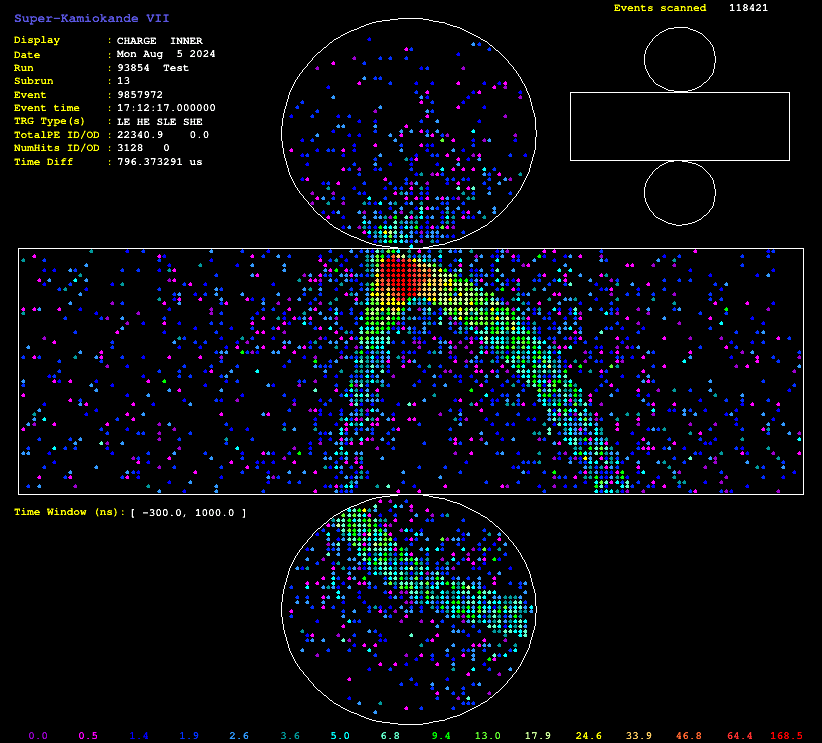 Super-Kamiokande VII
Events scanned 118421
Display : CHARGE INNER
Date : Mon Aug 5 2024
Run : 93854 Test
Subrun : 13
Event : 9857972
Event time : 17:12:17.000000
TRG Type(s) : LE HE SLE SHE
TotalPE ID/OD : 22340.9 0.0
NumHits ID/OD : 3128 0
Time Diff : 796.373291 us
Time Window (ns): [ -300.0, 1000.0 ]
0.0 0.5 1.4 1.9 2.6 3.6 5.0 6.8 9.4 13.0 17.9 24.6 33.9 46.8 64.4 168.5